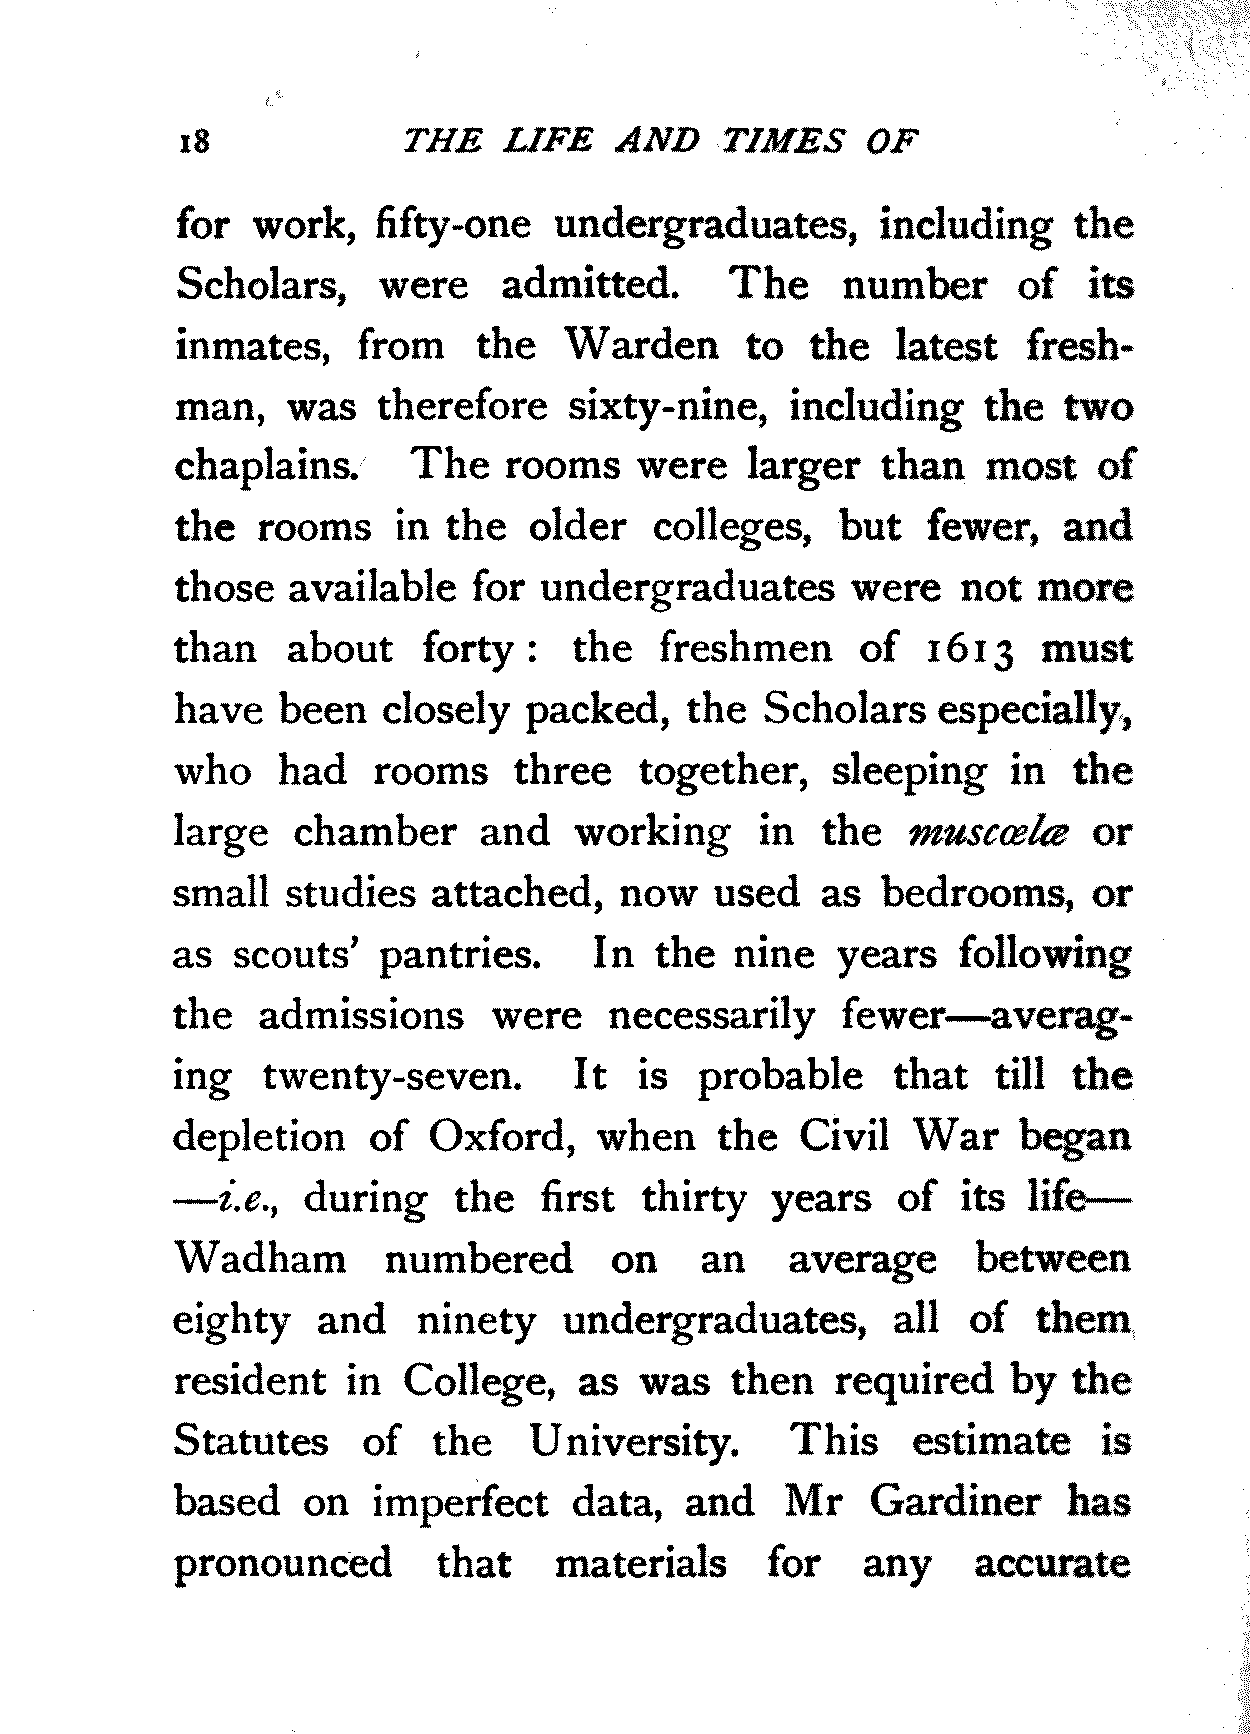 18 THE LIFE AND TIMES OF
for work, fifty-one undergraduates, including the
Scholars, were admitted. The number of its
inmates, from the Warden to the latest fresh-
man, was therefore sixty-nine, including the two
chaplains. The rooms were larger than most of
the rooms in the older colleges, but fewer, and
those available for undergraduates were not more
than about forty : the freshmen of 1613 must
have been closely packed, the Scholars especially,
who had rooms three together, sleeping in the
large chamber and working in the muscœlæ or
small studies attached, now used as bedrooms, or
as scouts' pantries. In the nine years following
the admissions were necessarily fewer—averag-
ing twenty-seven. It is probable that till the
depletion of Oxford, when the Civil War began
—i.e., during the first thirty years of its life—
Wadham numbered on an average between
eighty and ninety undergraduates, all of them
resident in College, as was then required by the
Statutes of the University. This estimate is
based on imperfect data, and Mr Gardiner has
pronounced that materials for any accurate